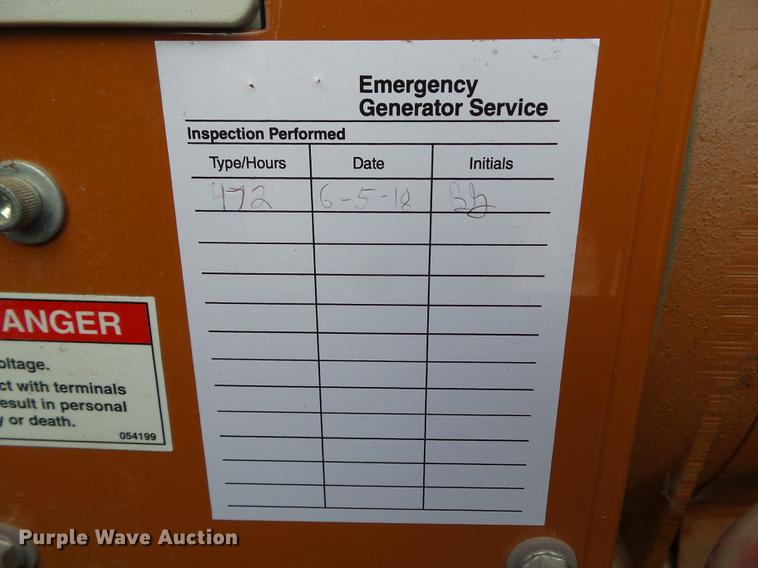 Emergency
Generator Service
Inspection Performed
Type/Hours Date Initials
472 6-5-18
ANGER
oltage.
ct with terminals
esult in personal
y or death.
054199
Purple Wave Auction